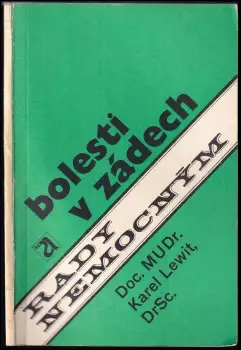 bolesti
v zádech
RADY
NEMOCNÝM
Doc. MUDr.
Karel Lewit,
DrSc.